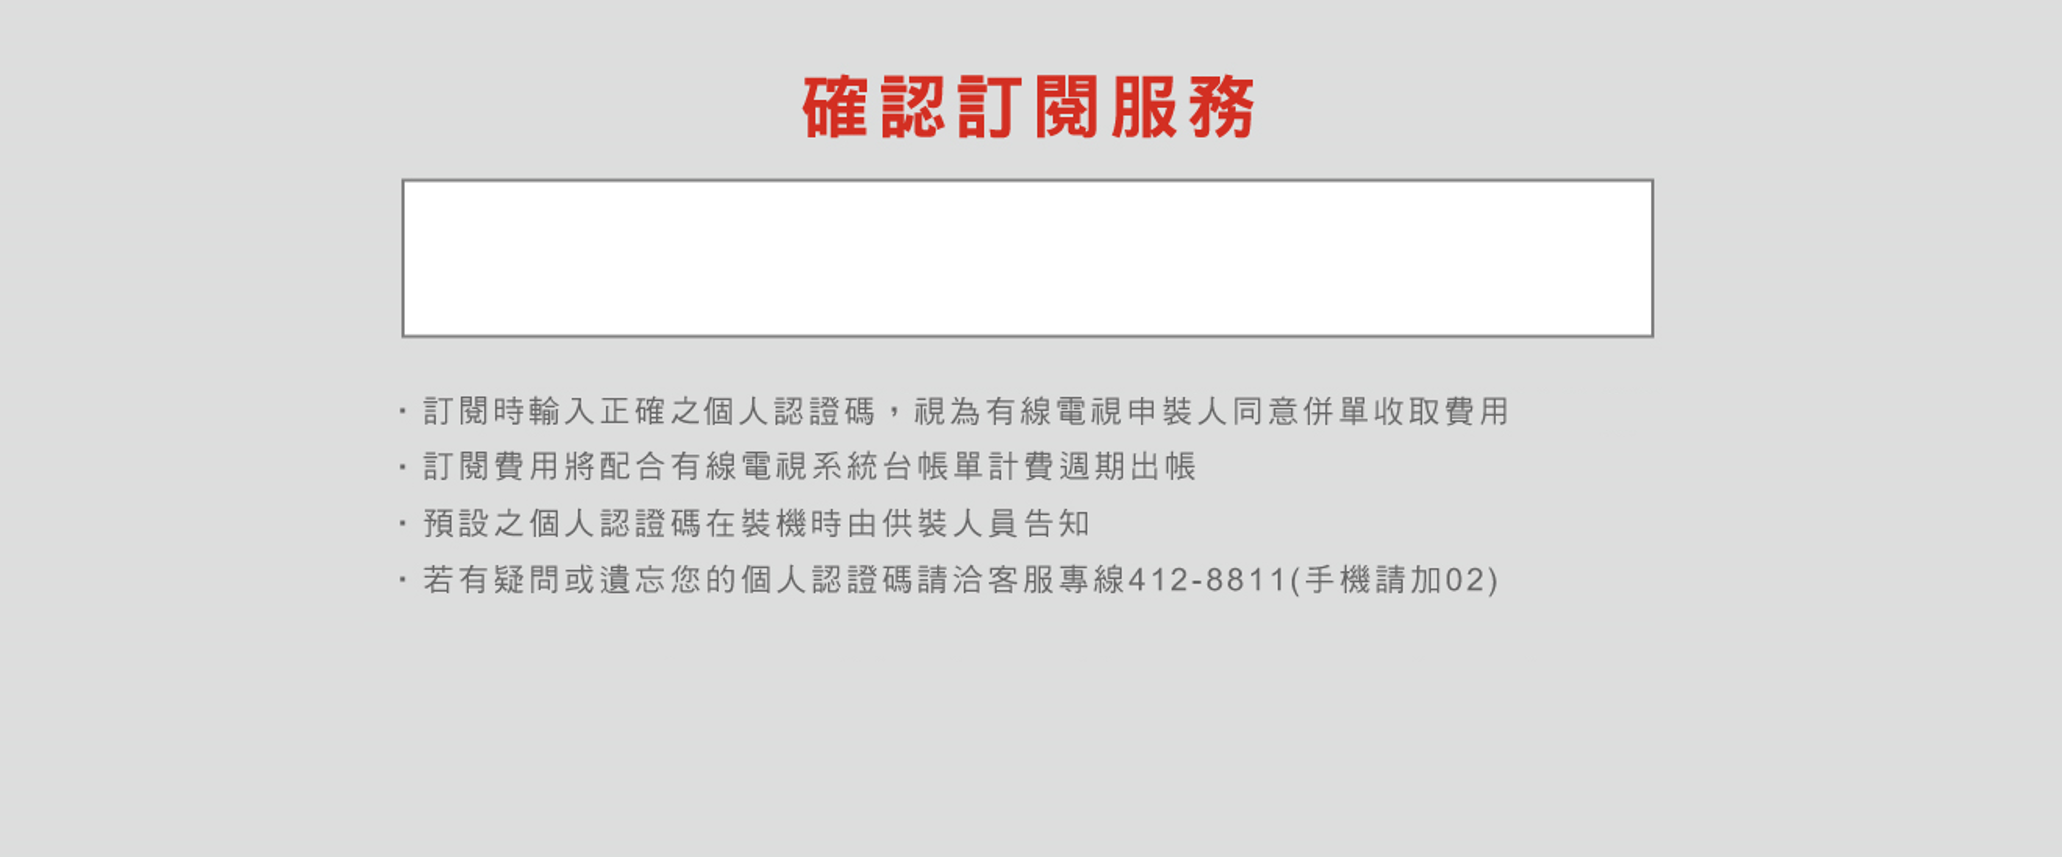 確認訂閱服務
・訂閱時輸入正確之個人認證碼，視為有線電視申裝人同意併單收取費用
・訂閱費用將配合有線電視系統台帳單計費週期出帳
・預設之個人認證碼在裝機時由供裝人員告知
・若有疑問或遺忘您的個人認證碼請洽客服專線412-8811(手機請加02)